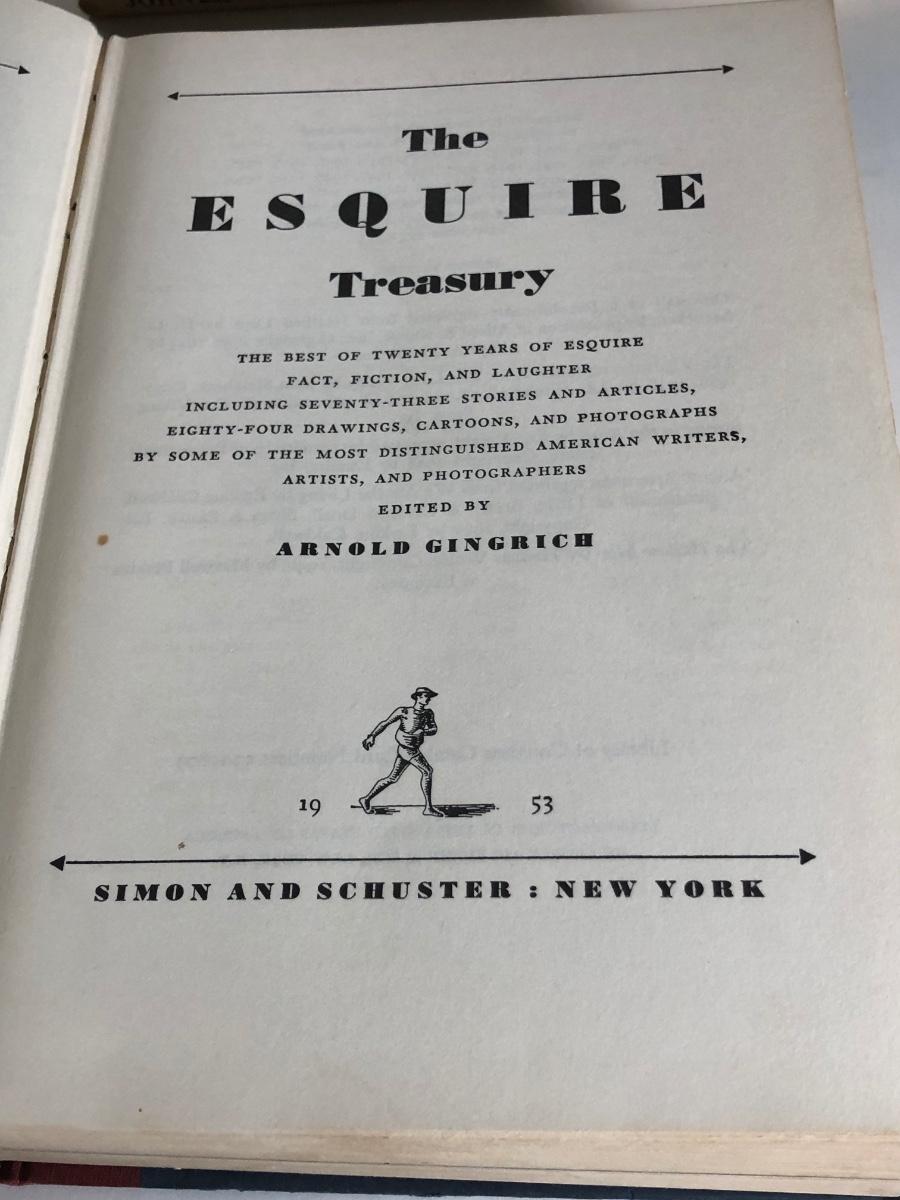 The
ESQUIRE
Treasury
THE BEST OF TWENTY YEARS OF ESQUIRE
FACT, FICTION, AND LAUGHTER
INCLUDING SEVENTY-THREE STORIES AND ARTICLES,
EIGHTY-FOUR DRAWINGS, CARTOONS, AND PHOTOGRAPHS
BY SOME OF THE MOST DISTINGUISHED AMERICAN WRITERS,
ARTISTS, AND PHOTOGRAPHERS
EDITED BY
ARNOLD GINGRICH
19 53
SIMON AND SCHUSTER : NEW YORK